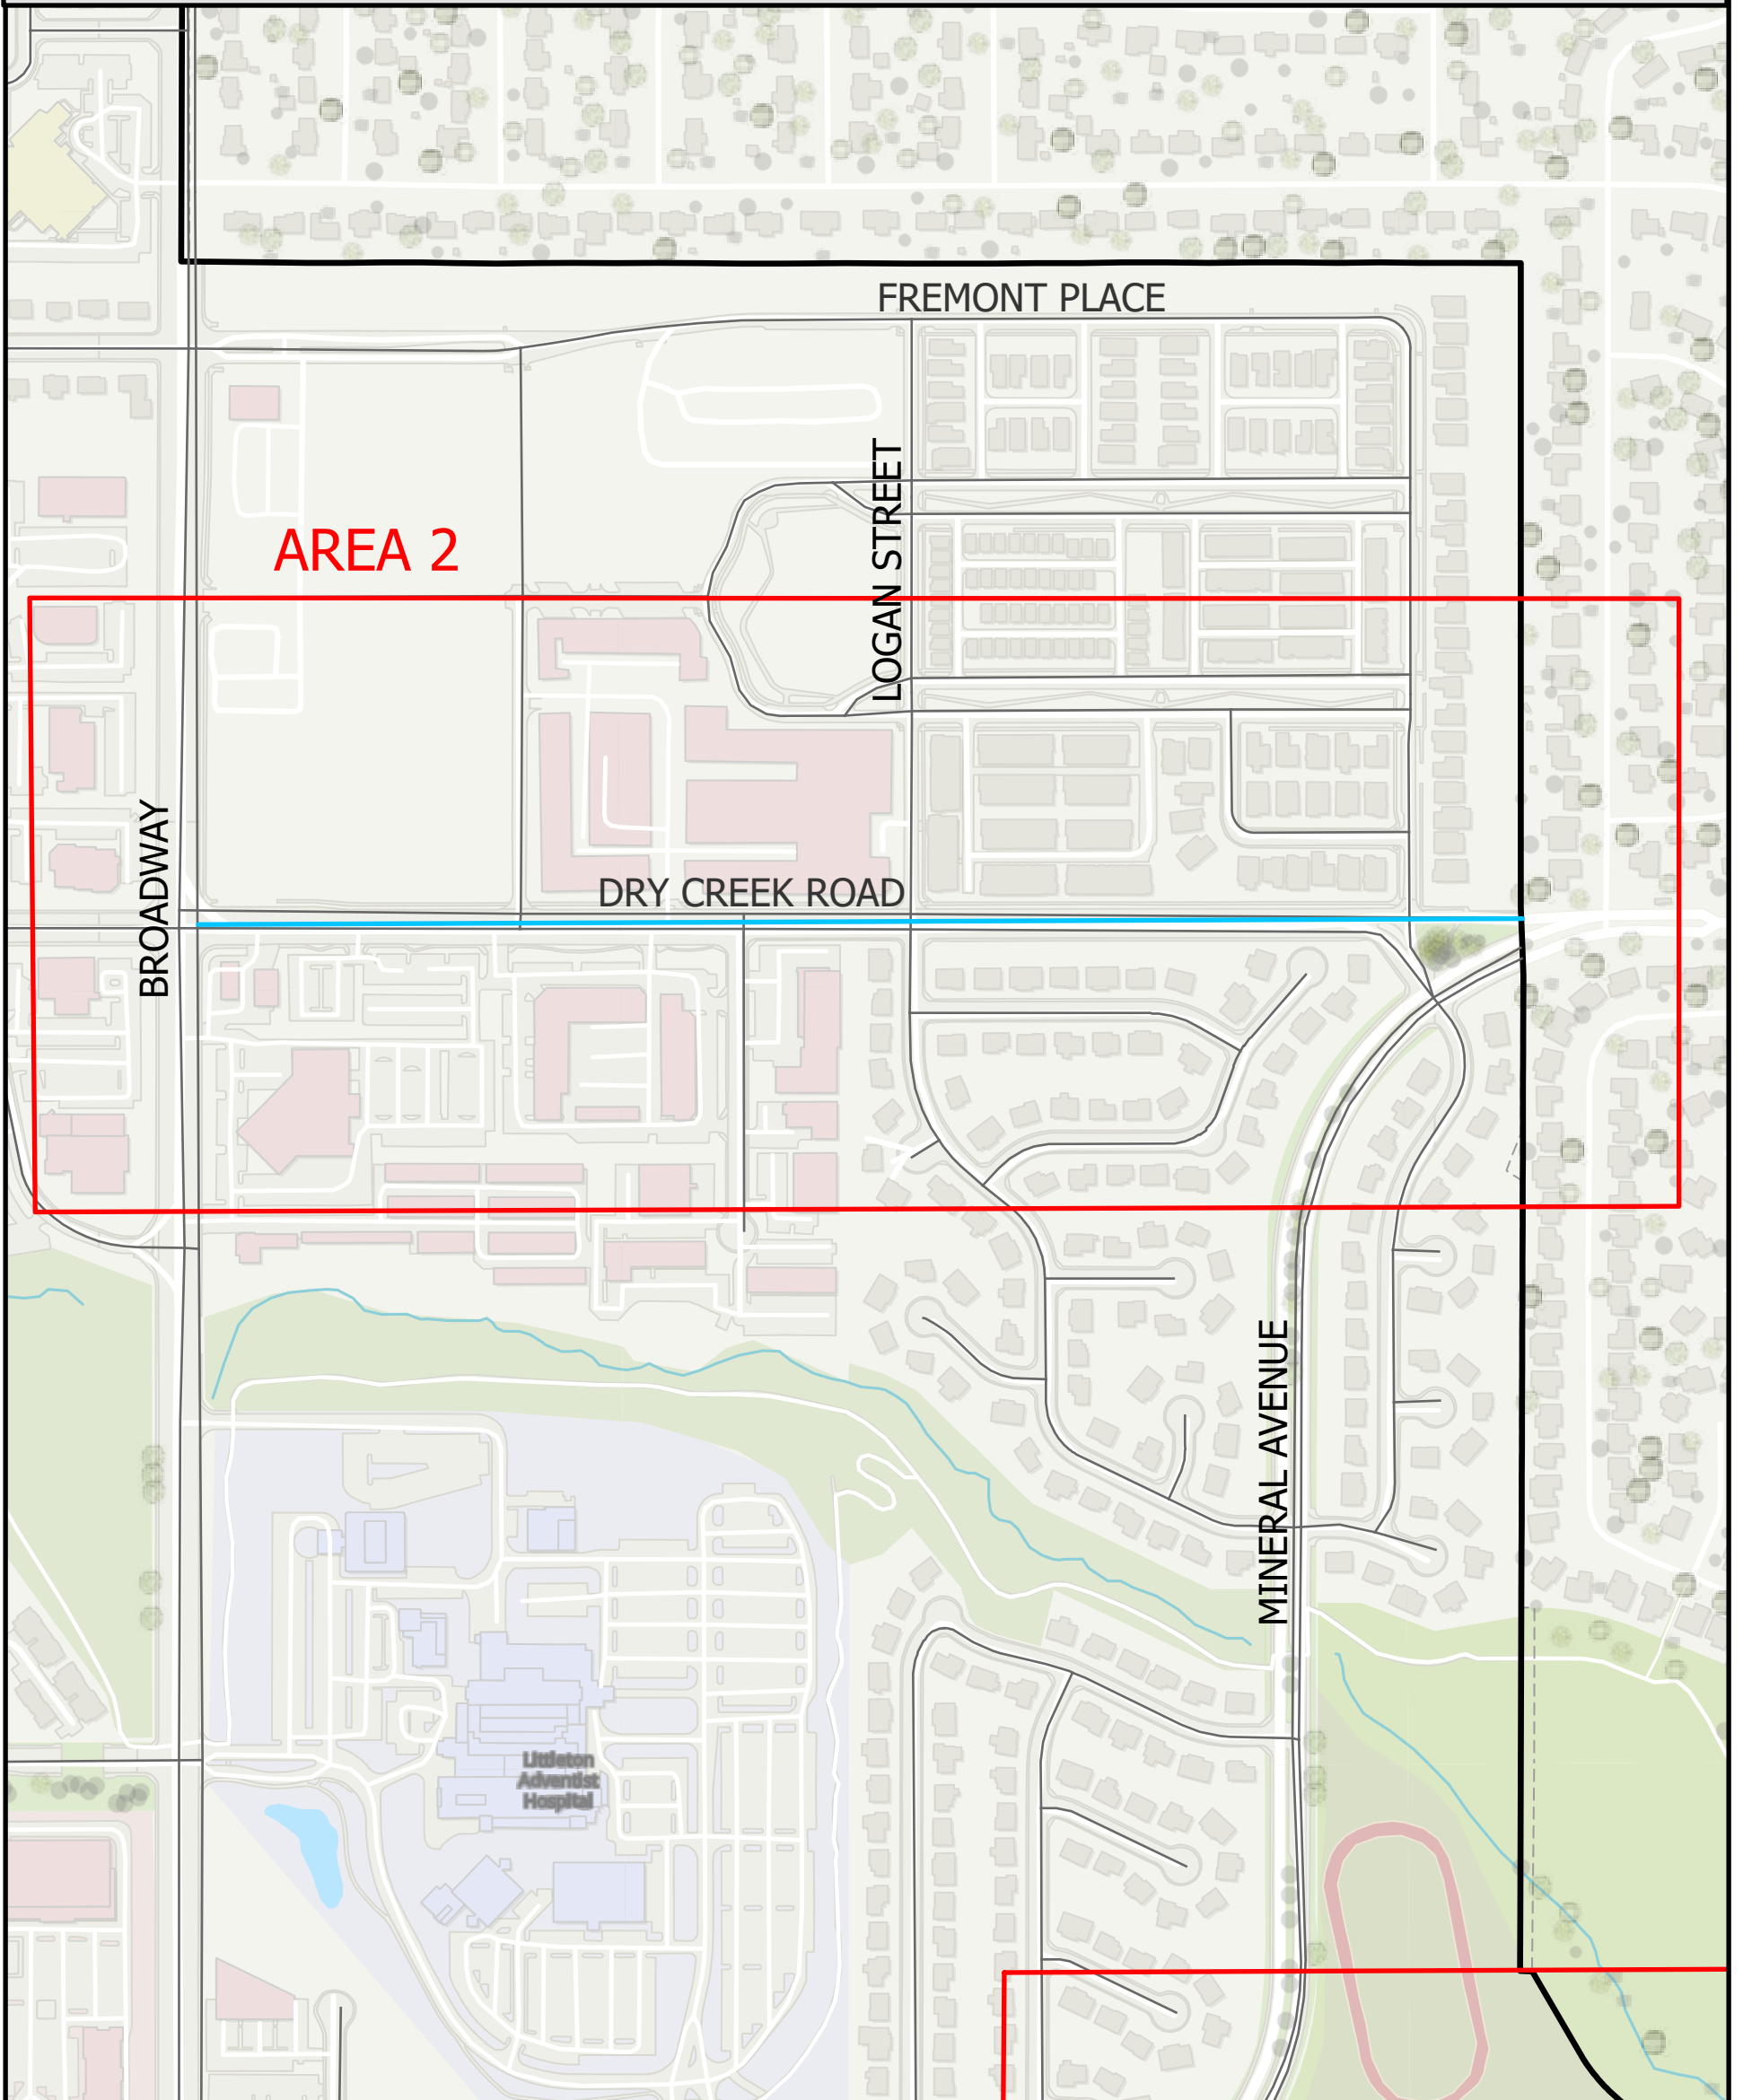 FREMONT PLACE
LOGAN STREET
AREA 2
BROADWAY
DRY CREEK ROAD
MINERAL AVENUE
Littleton
Adventist
Hospital